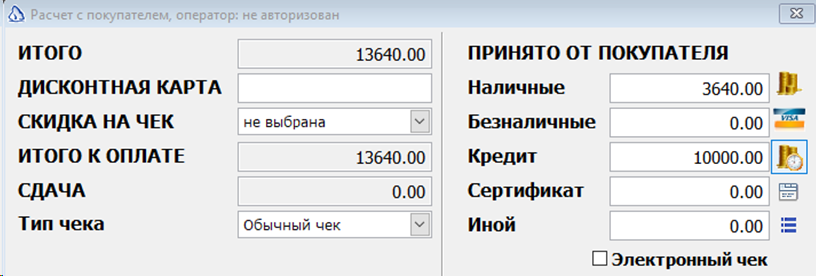 Расчет с покупателем, оператор: не авторизован
ИТОГО 13640.00
ДИСКОНТНАЯ КАРТА
СКИДКА НА ЧЕК не выбрана
ИТОГО К ОПЛАТЕ 13640.00
СДАЧА 0.00
Тип чека Обычный чек
ПРИНЯТО ОТ ПОКУПАТЕЛЯ
Наличные 3640.00
Безналичные 0.00 VISA
Кредит 10000.00
Сертификат 0.00
Иной 0.00
Электронный чек